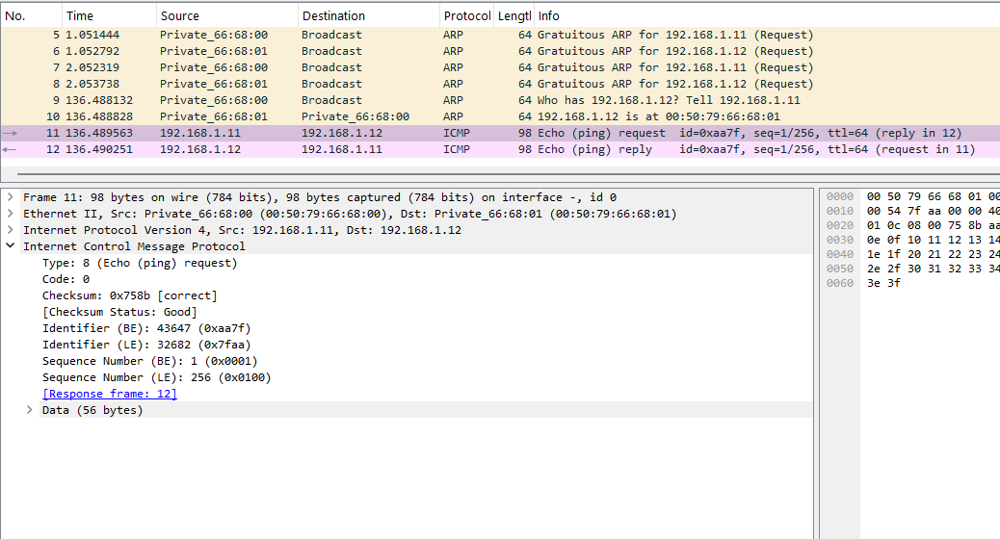 No. Time Source Destination Protocol Lengtl Info
5 1.051444 Private_66:68:00 Broadcast ARP 64 Gratuitous ARP for 192.168.1.11 (Request)
6 1.052792 Private_66:68:01 Broadcast ARP 64 Gratuitous ARP for 192.168.1.12 (Request)
7 2.052319 Private_66:68:00 Broadcast ARP 64 Gratuitous ARP for 192.168.1.11 (Request)
8 2.053738 Private_66:68:01 Broadcast ARP 64 Gratuitous ARP for 192.168.1.12 (Request)
9 136.488132 Private_66:68:00 Broadcast ARP 64 Who has 192.168.1.12? Tell 192.168.1.11
10 136.488828 Private_66:68:01 Private_66:68:00 ARP 64 192.168.1.12 is at 00:50:79:66:68:01
11 136.489563 192.168.1.11 192.168.1.12 ICMP 98 Echo (ping) request id=0xaa7f, seq=1/256, ttl=64 (reply in 12)
12 136.490251 192.168.1.12 192.168.1.11 ICMP 98 Echo (ping) reply id=0xaa7f, seq=1/256, ttl=64 (request in 11)
Frame 11: 98 bytes on wire (784 bits), 98 bytes captured (784 bits) on interface -, id 0
Ethernet II, Src: Private_66:68:00 (00:50:79:66:68:00), Dst: Private_66:68:01 (00:50:79:66:68:01)
Internet Protocol Version 4, Src: 192.168.1.11, Dst: 192.168.1.12
Internet Control Message Protocol
Type: 8 (Echo (ping) request)
Code: 0
Checksum: 0x758b [correct]
[Checksum Status: Good]
Identifier (BE): 43647 (0xaa7f)
Identifier (LE): 32682 (0x7faa)
Sequence Number (BE): 1 (0x0001)
Sequence Number (LE): 256 (0x0100)
[Response frame: 12]
Data (56 bytes)
0000 00 50 79 66 68 01 00
0010 00 54 7f aa 00 00 40
0020 01 0c 08 00 75 8b aa
0030 0e 0f 10 11 12 13 14
0040 1e 1f 20 21 22 23 24
0050 2e 2f 30 31 32 33 34
0060 3e 3f